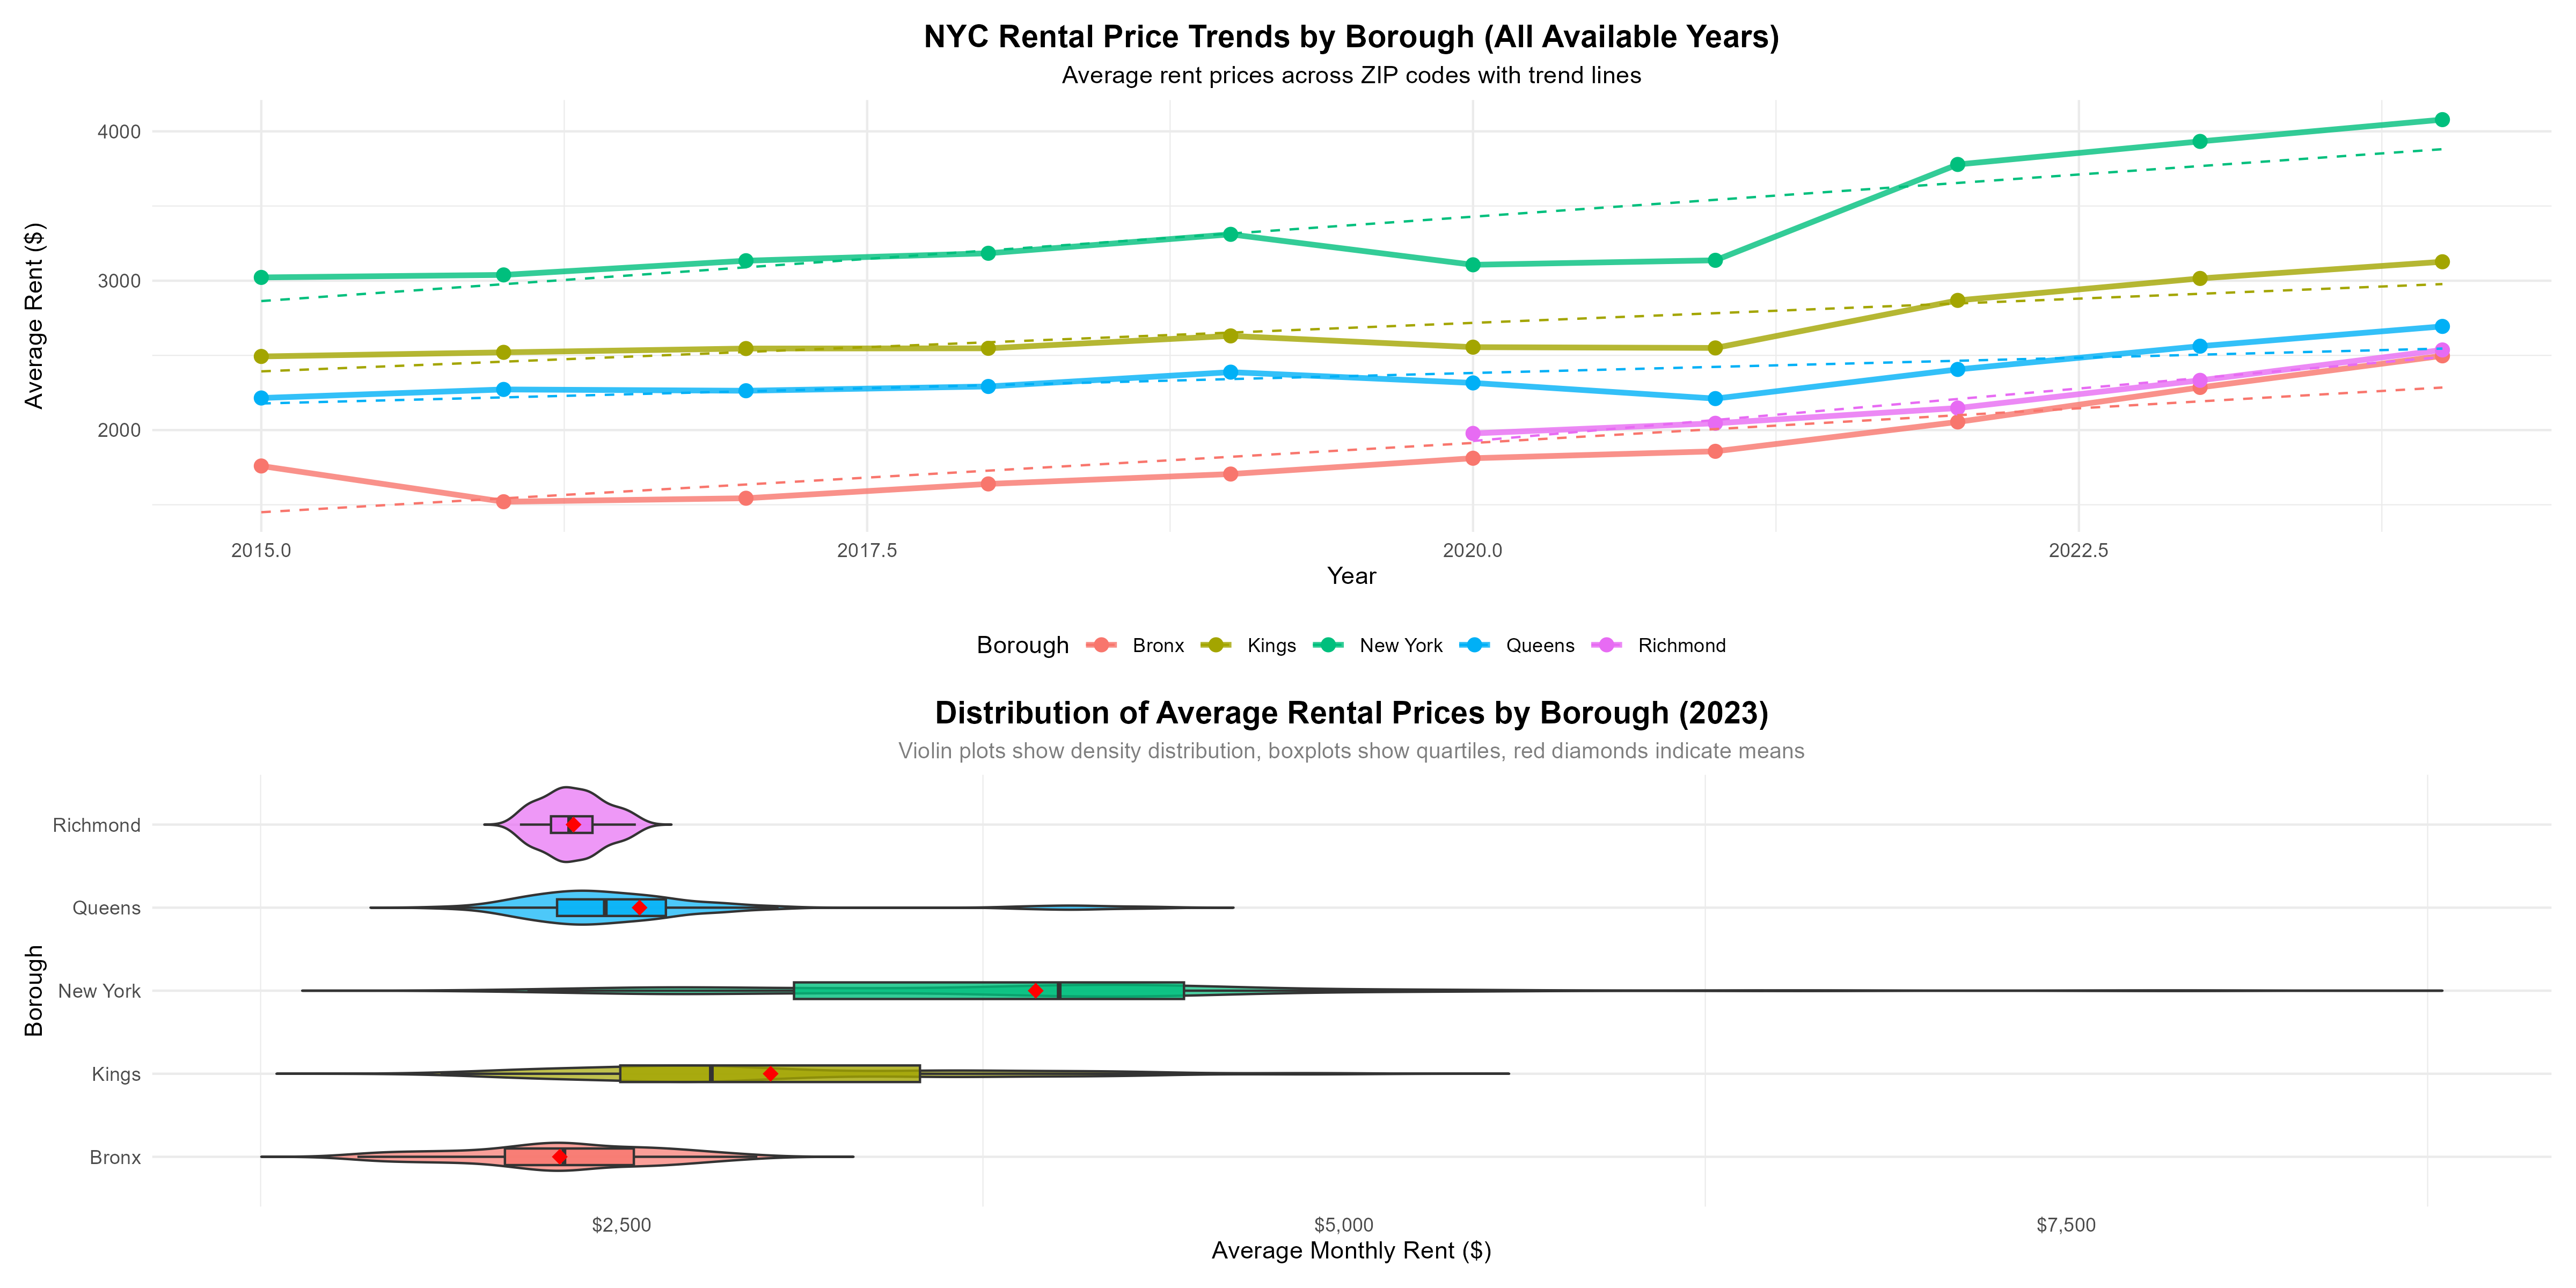 NYC Rental Price Trends by Borough (All Available Years)
Average rent prices across ZIP codes with trend lines
4000
3000
2000
Average Rent ($)
2015.0 2017.5 2020.0 2022.5
Year
Borough Bronx Kings New York Queens Richmond
Distribution of Average Rental Prices by Borough (2023)
Violin plots show density distribution, boxplots show quartiles, red diamonds indicate means
Richmond
Queens
New York
Kings
Bronx
Borough
$2,500 $5,000 $7,500
Average Monthly Rent ($)